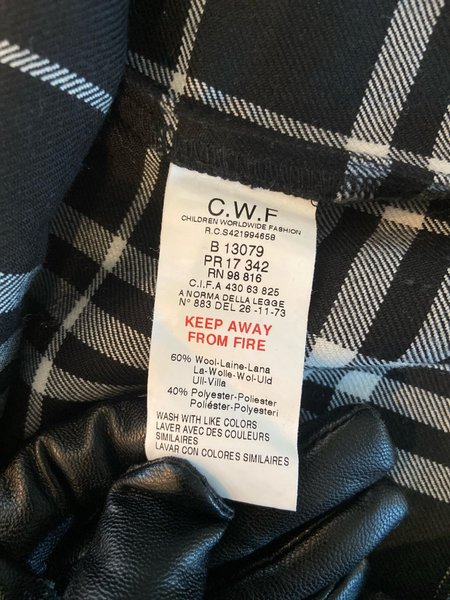 C.W.F
CHILDREN WORLDWIDE FASHION
R.C.S421994658
B 13079
PR 17 342
RN 98 816
C.I.F.A 430 63 825
A NORMA DELLA LEGGE
N° 883 DEL 26 -11-73
KEEP AWAY
FROM FIRE
60% Wool-Laine-Lana
La-Wolle-Wol-Uld
Ull-Villa
40% Polyester-Poliester
Poliéster-Polyesteri
WASH WITH LIKE COLORS
LAVER AVEC DES COULEURS
SIMILAIRES
LAVAR CON COLORES SIMILAIRES